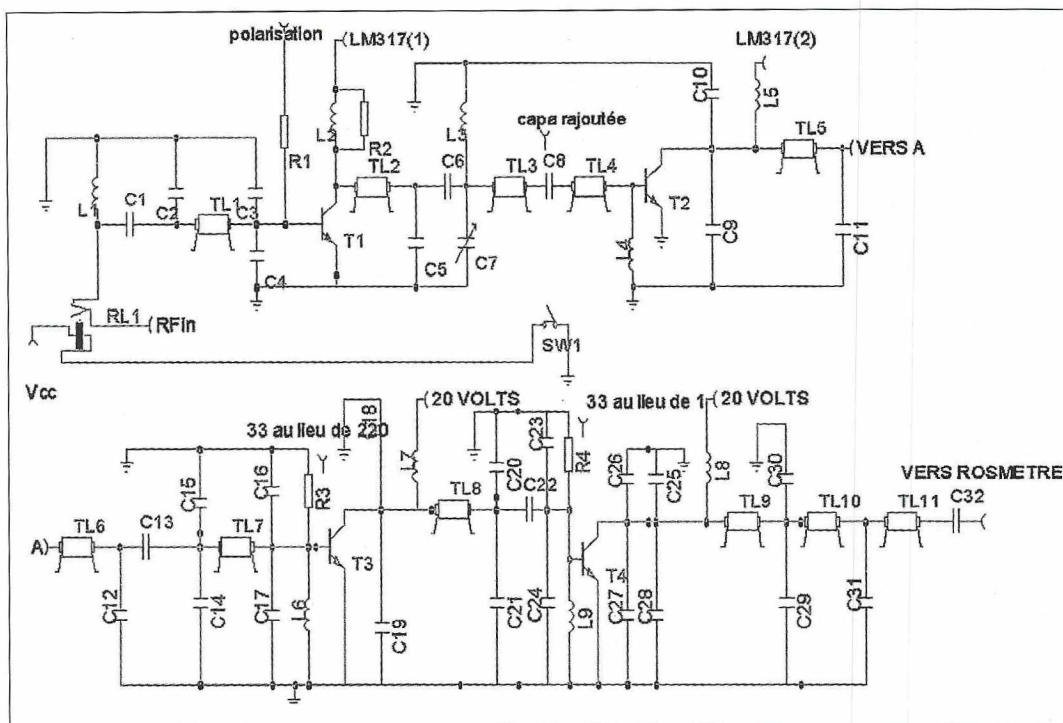 polarisation
LM317(1)
LM317(2)
C10
L5
L2
R2
L3
capa rajoutée
TL5
VERS A
R1
TL2
C6
TL3
C8
TL4
L1
C1
C2
TL1
C3
T1
T2
C4
C5
C7
L4
C9
C11
RL1
RFin
SW1
Vcc
20 VOLTS
33 au lieu de 1
20 VOLTS
33 au lieu de 220
C18
C15
C16
R3
L7
C20
C23
R4
C26
C25
L8
C30
VERS ROSMETRE
TL8
C22
TL9
TL10
TL11
C32
A
TL6
C13
TL7
T3
T4
C12
C14
C17
L6
C19
C21
C24
L9
C27
C28
C29
C31